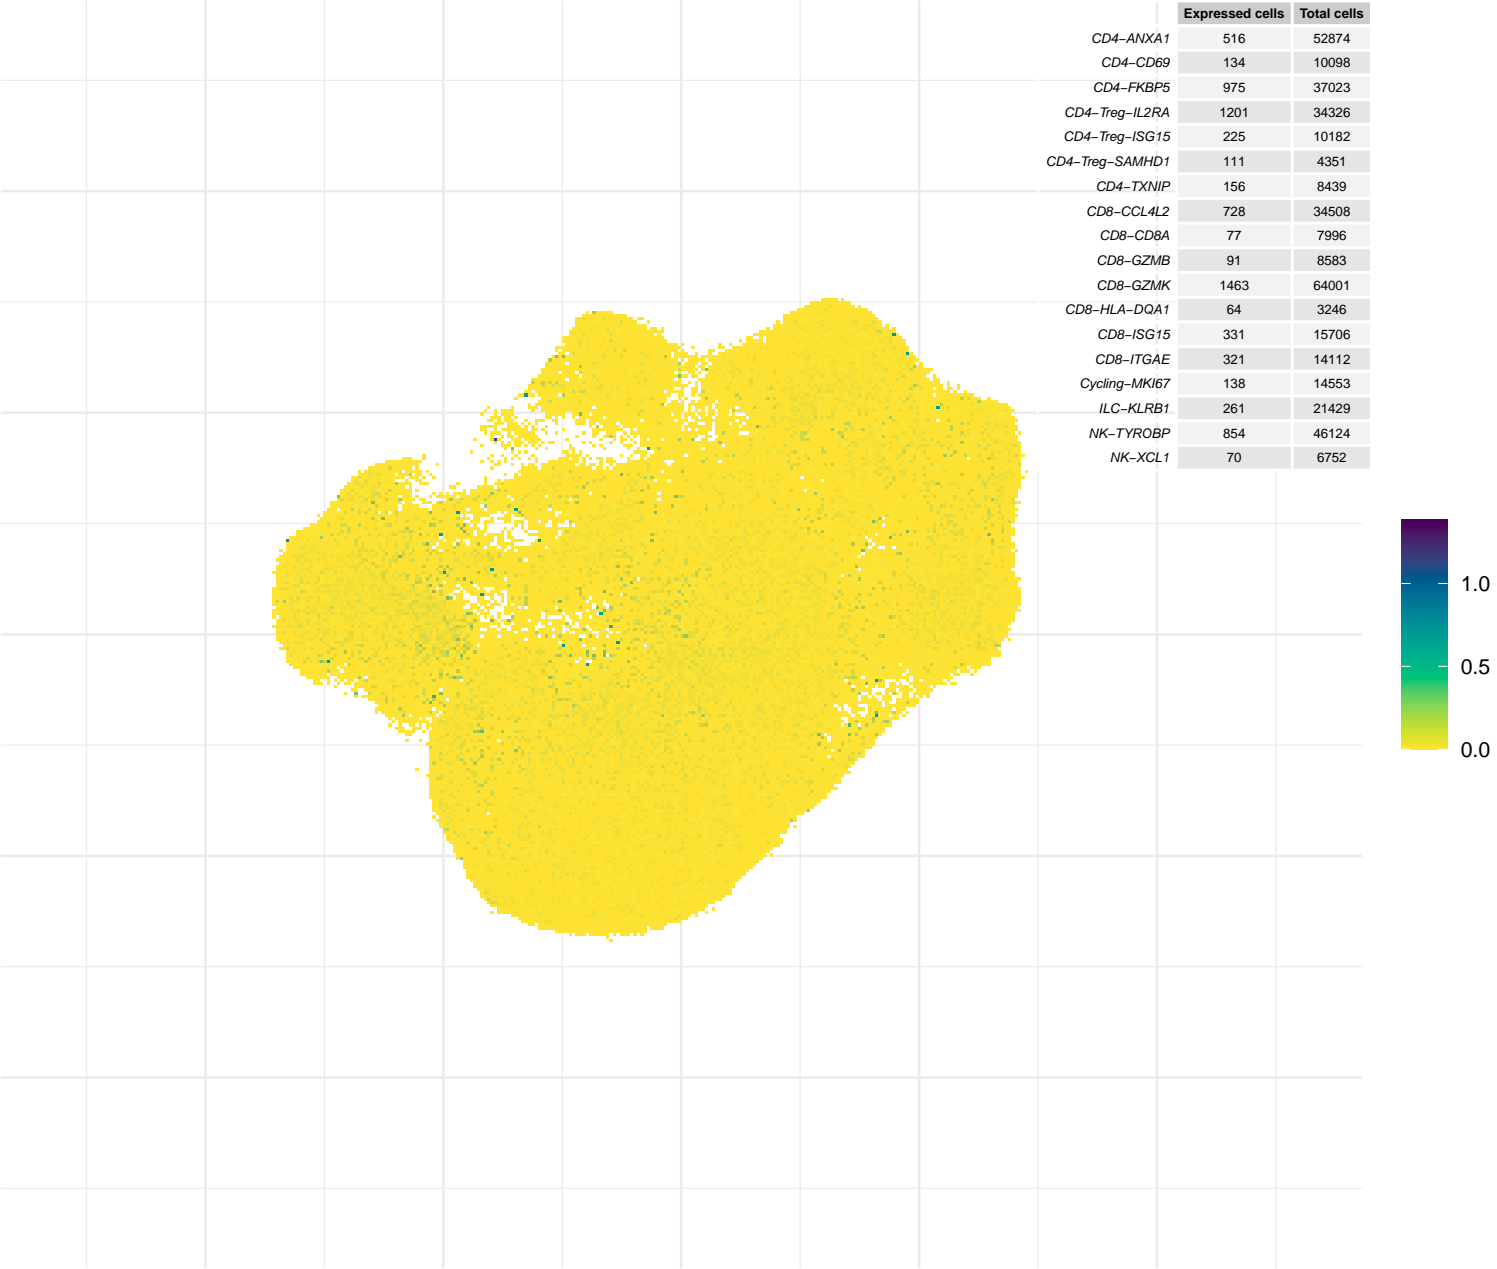 Expressed cells Total cells
CD4−ANXA1 516 52874
CD4−CD69 134 10098
CD4−FKBP5 975 37023
CD4−Treg−IL2RA 1201 34326
CD4−Treg−ISG15 225 10182
CD4−Treg−SAMHD1 111 4351
CD4−TXNIP 156 8439
CD8−CCL4L2 728 34508
CD8−CD8A 77 7996
CD8−GZMB 91 8583
CD8−GZMK 1463 64001
CD8−HLA−DQA1 64 3246
CD8−ISG15 331 15706
CD8−ITGAE 321 14112
Cycling−MKI67 138 14553
ILC−KLRB1 261 21429
NK−TYROBP 854 46124
NK−XCL1 70 6752
1.0
0.5
0.0